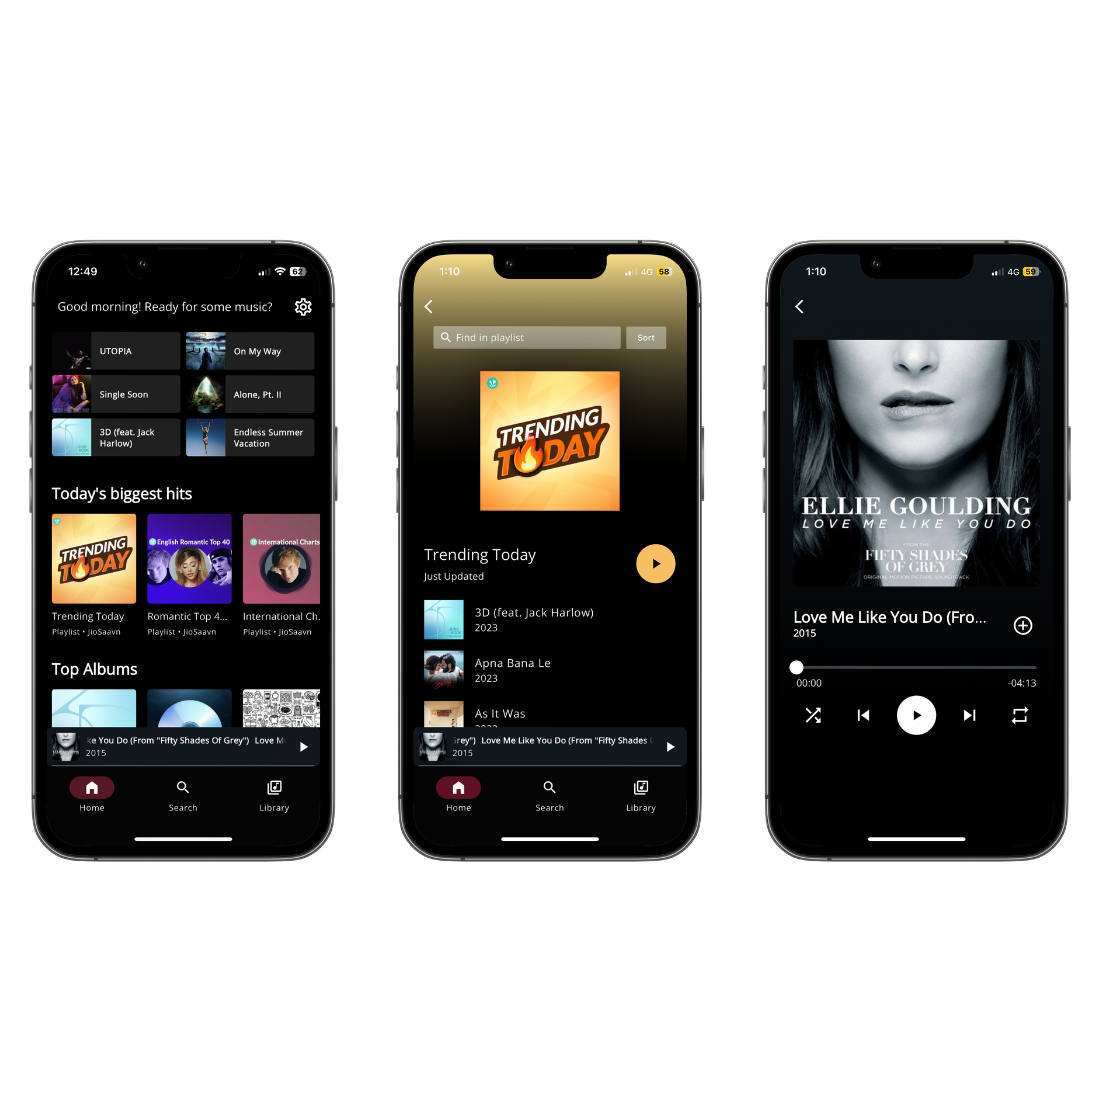 12:49
62
Good morning! Ready for some music?
UTOPIA
On My Way
Single Soon
Alone, Pt. II
3D (feat. Jack
Harlow)
Endless Summer
Vacation
Today's biggest hits
TRENDING
TODAY
English Romantic Top 40
International Charts
Trending Today
Romantic Top 4...
International Ch.
Playlist • JioSaavn
Playlist • JioSaavn
Playlist • JioSaavn
Top Albums
ke You Do (From "Fifty Shades Of Grey") Love M
2015
Home
Search
Library
1:10
4G 58
Find in playlist
Sort
TRENDING
TODAY
Trending Today
Just Updated
3D (feat. Jack Harlow)
2023
Apna Bana Le
2023
As It Was
2022
Grey") Love Me Like You Do (From "Fifty Shades
2015
Home
Search
Library
1:10
4G 59
ELLIE GOULDING
LOVE ME LIKE YOU DO
FROM THE
FIFTY SHADES
OF GREY
ORIGINAL MOTION PICTURE SOUNDTRACK
Love Me Like You Do (Fro...
2015
00:00
-04:13